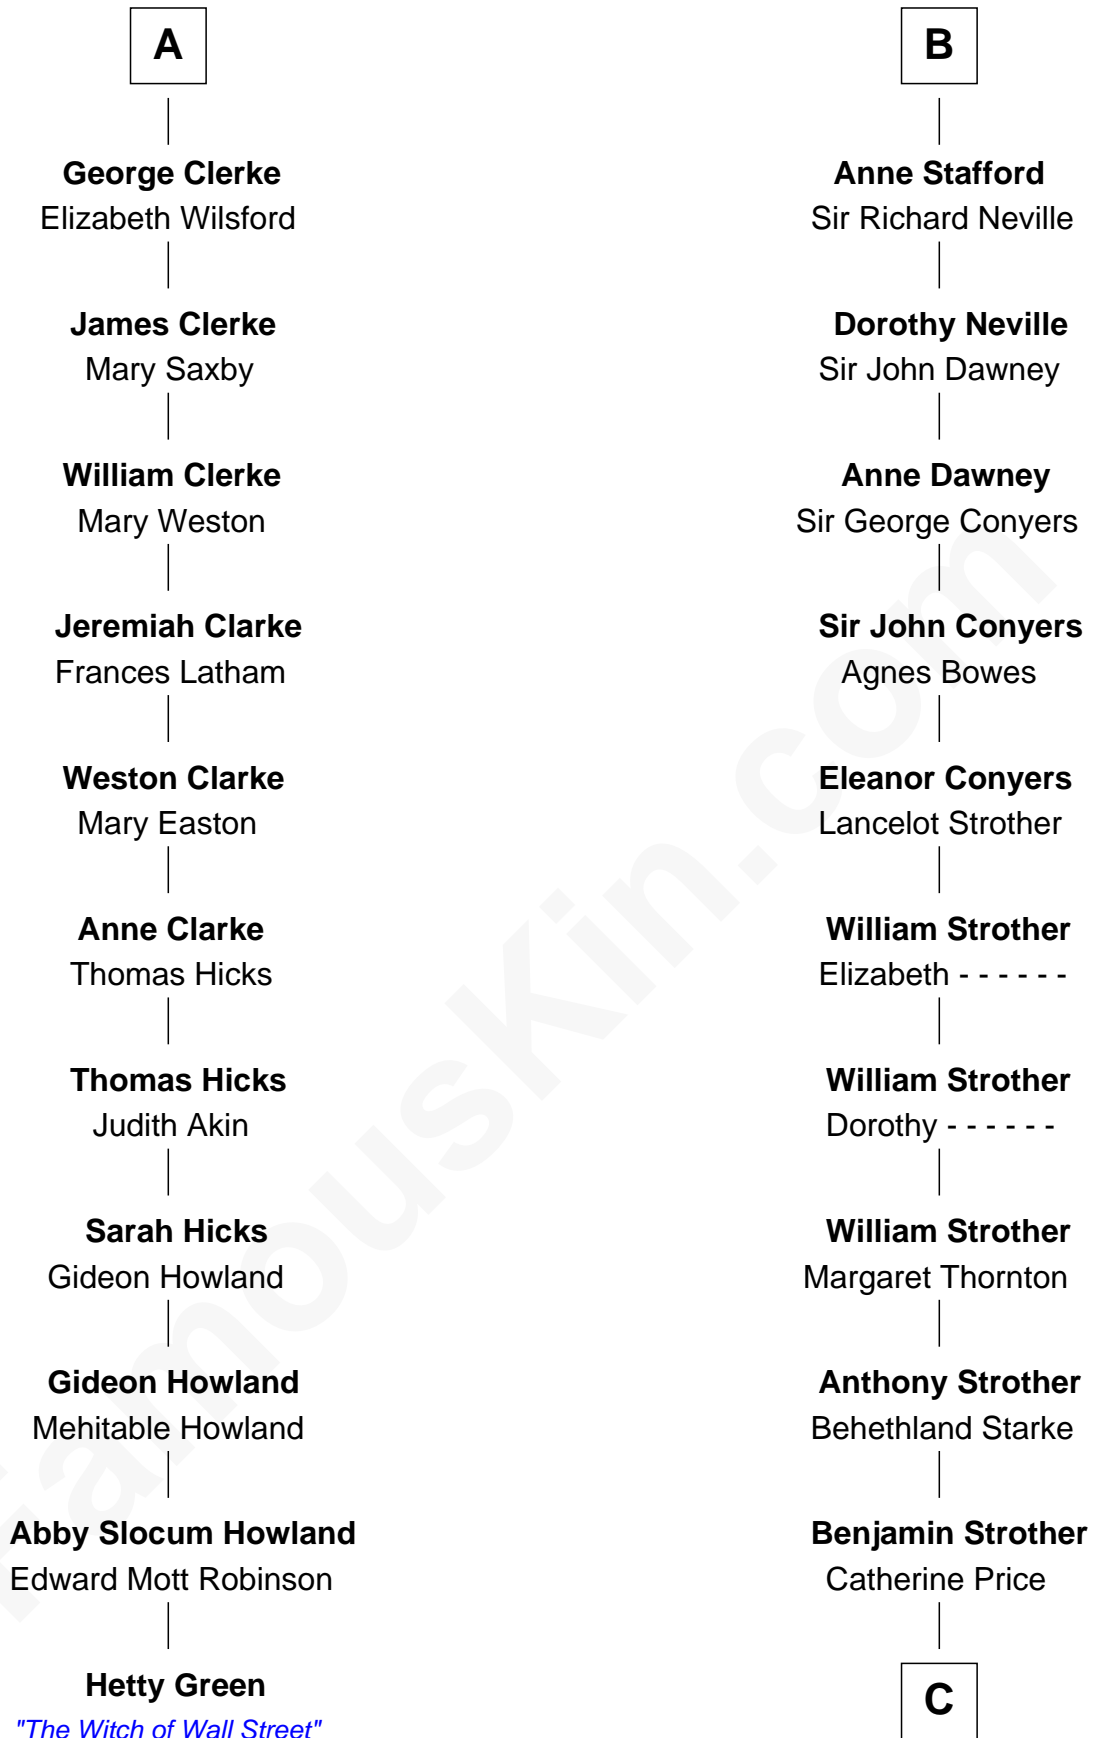 A
George Clerke
Elizabeth Wilsford
James Clerke
Mary Saxby
William Clerke
Mary Weston
Jeremiah Clarke
Frances Latham
Weston Clarke
Mary Easton
Anne Clarke
Thomas Hicks
Thomas Hicks
Judith Akin
Sarah Hicks
Gideon Howland
Gideon Howland
Mehitable Howland
Abby Slocum Howland
Edward Mott Robinson
Hetty Green
"The Witch of Wall Street"
B
Anne Stafford
Sir Richard Neville
Dorothy Neville
Sir John Dawney
Anne Dawney
Sir George Conyers
Sir John Conyers
Agnes Bowes
Eleanor Conyers
Lancelot Strother
William Strother
Elizabeth - - - - - -
William Strother
Dorothy - - - - - -
William Strother
Margaret Thornton
Anthony Strother
Behethland Starke
Benjamin Strother
Catherine Price
C
FamousKin.com